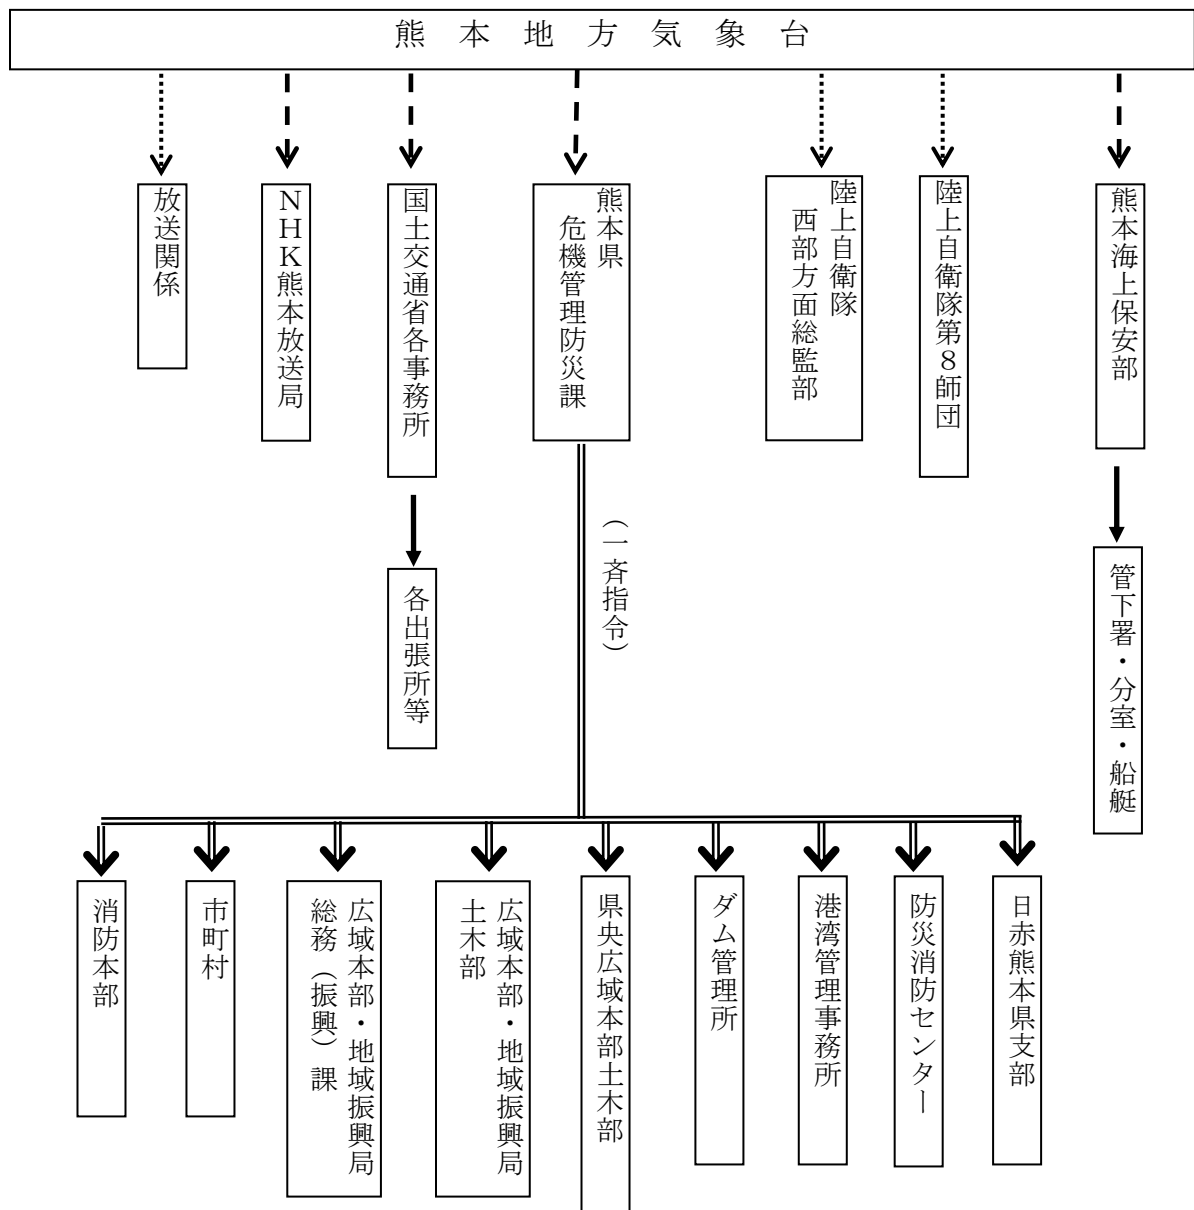 熊本地方気象台
放送関係
ＮＨＫ熊本放送局
国土交通省各事務所
熊本県
危機管理防災課
陸上自衛隊
西部方面総監部
陸上自衛隊第８師団
熊本海上保安部
（一斉指令）
各出張所等
管下署・分室・船艇
消防本部
市町村
広域本部・地域振興局
総務（振興）課
広域本部・地域振興局
土木部
県央広域本部土木部
ダム管理所
港湾管理事務所
防災消防センター
日赤熊本県支部